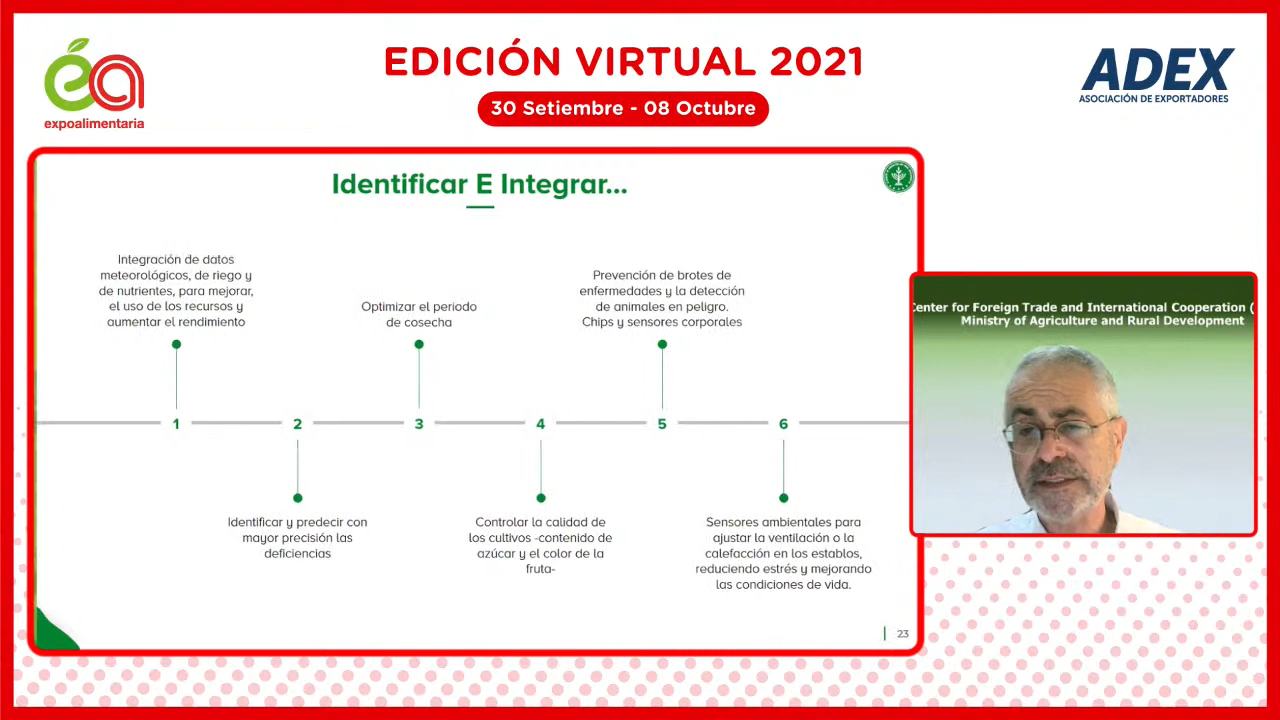 EDICIÓN VIRTUAL 2021
30 Setiembre - 08 Octubre
éa
expoalimentaria
ADEX
ASOCIACIÓN DE EXPORTADORES
Identificar E Integrar...
Integración de datos
meteorológicos, de riego y
de nutrientes, para mejorar,
el uso de los recursos y
aumentar el rendimiento
Optimizar el periodo
de cosecha
Prevención de brotes de
enfermedades y la detección
de animales en peligro.
Chips y sensores corporales
1
2
3
4
5
6
Identificar y predecir con
mayor precisión las
deficiencias
Controlar la calidad de
los cultivos -contenido de
azúcar y el color de la
fruta-
Sensores ambientales para
ajustar la ventilación o la
calefacción en los establos,
reduciendo estrés y mejorando
las condiciones de vida.
23
Center for Foreign Trade and International Cooperation (
Ministry of Agriculture and Rural Development